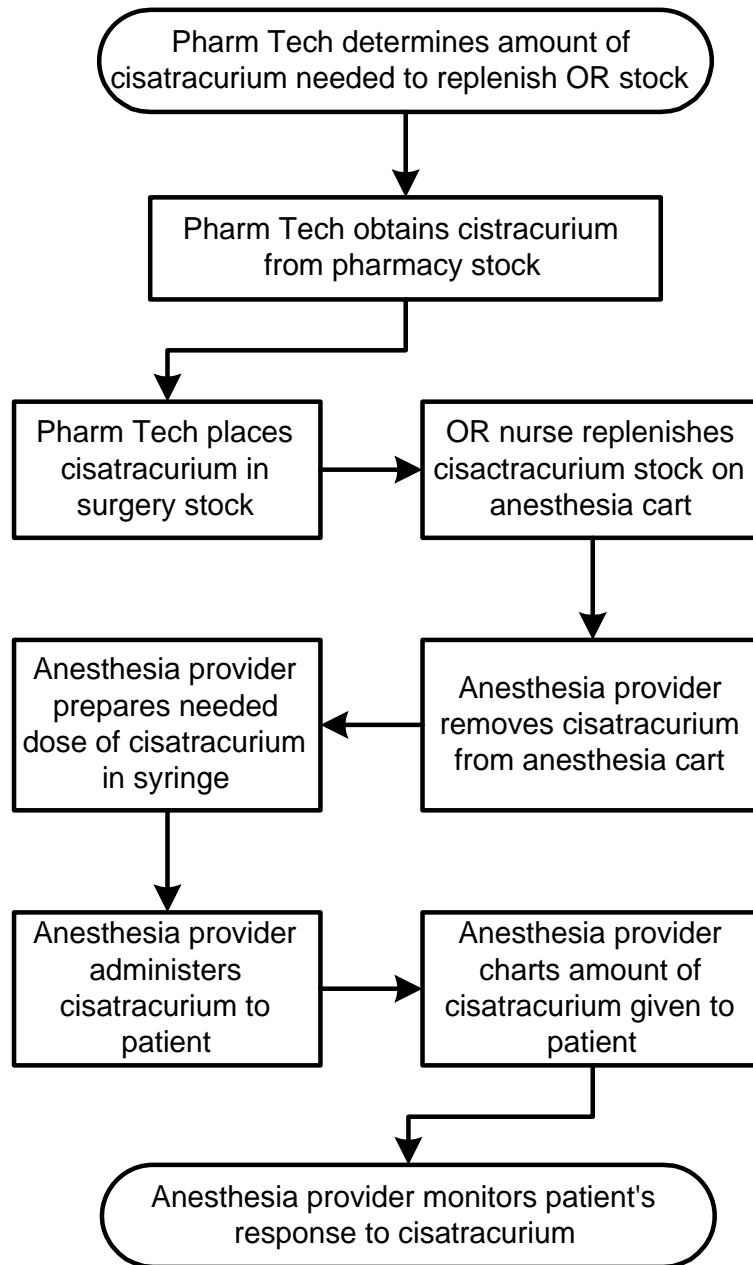 Pharm Tech determines amount of
cisatracurium needed to replenish OR stock
Pharm Tech obtains cistracurium
from pharmacy stock
Pharm Tech places
cisatracurium in
surgery stock
OR nurse replenishes
cisactracurium stock on
anesthesia cart
Anesthesia provider
removes cisatracurium
from anesthesia cart
Anesthesia provider
prepares needed
dose of cisatracurium
in syringe
Anesthesia provider
administers
cisatracurium to
patient
Anesthesia provider
charts amount of
cisatracurium given to
patient
Anesthesia provider monitors patient's
response to cisatracurium